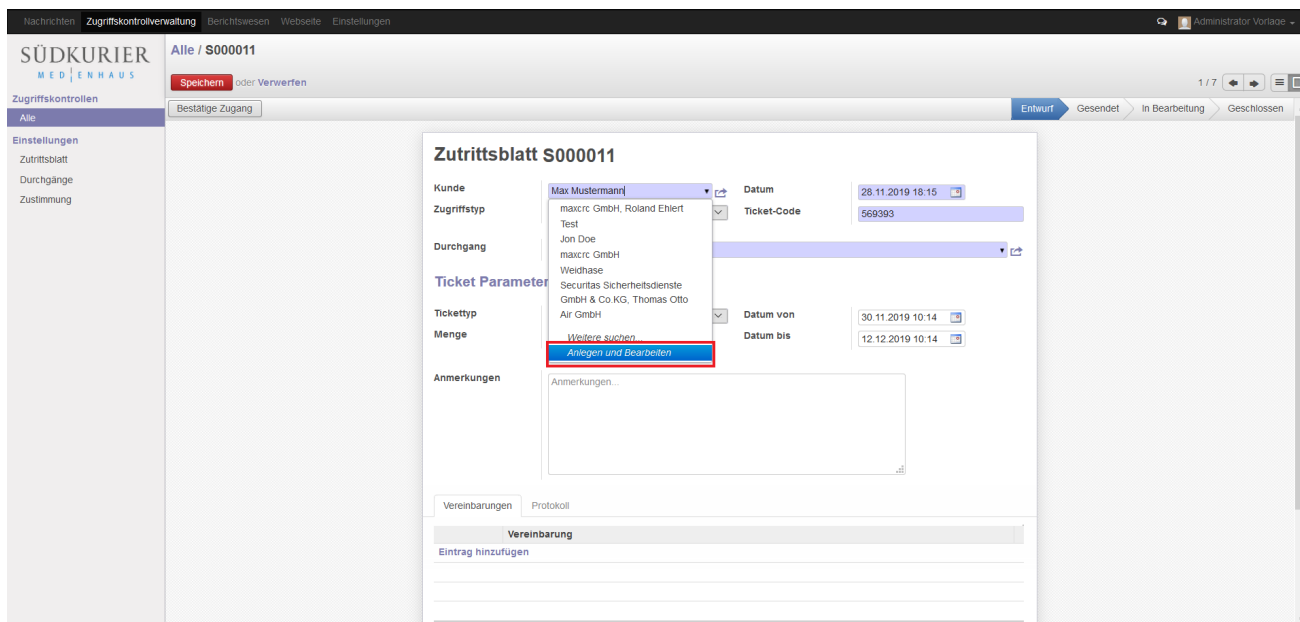 Nachrichten Zugriffskontrollverwaltung Berichtswesen Webseite Einstellungen Administrator Vorlage
SÜDKURIER
MEDIENHAUS
Alle / S000011
Speichern oder Verwerfen 1 / 7
Zugriffskontrollen
Alle
Bestätige Zugang Entwurf Gesendet In Bearbeitung Geschlossen
Einstellungen
Zutrittsblatt
Durchgänge
Zustimmung
Zutrittsblatt S000011
Kunde Max Mustermann Datum 28.11.2019 18:15
Zugriffstyp maxcrc GmbH, Roland Ehlert Ticket-Code 569393
Test
Jon Doe
Durchgang maxcrc GmbH
Weidhase
Ticket Parameter Securitas Sicherheitsdienste
GmbH & Co.KG, Thomas Otto
Tickettyp Air GmbH Datum von 30.11.2019 10:14
Menge Weitere suchen... Datum bis 12.12.2019 10:14
Anlegen und Bearbeiten
Anmerkungen Anmerkungen...
Vereinbarungen Protokoll
Vereinbarung
Eintrag hinzufügen